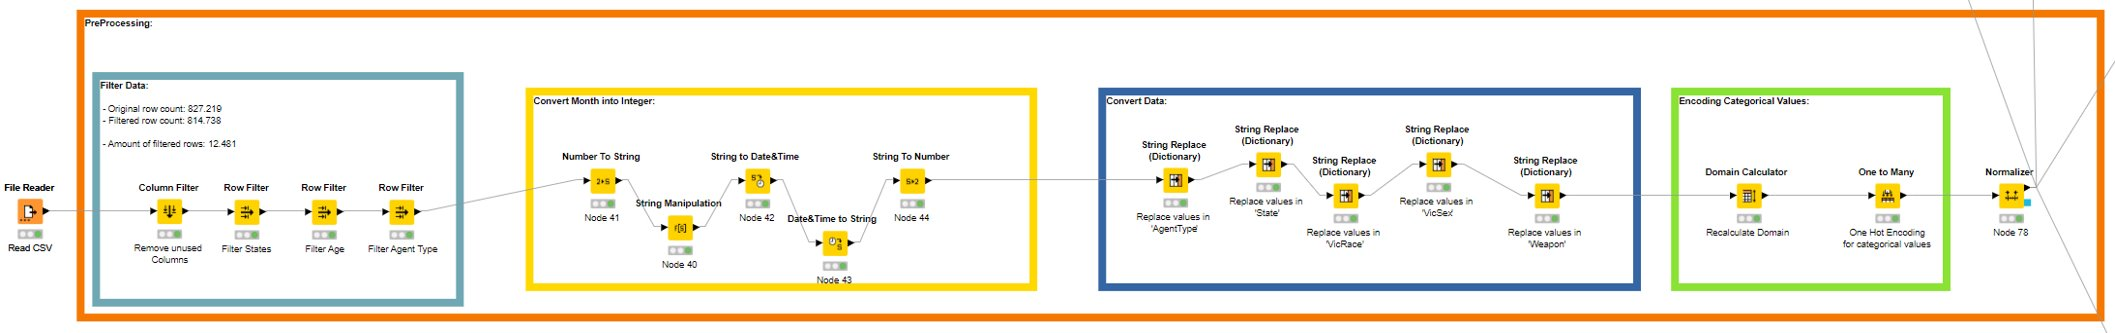 PreProcessing:
Filter Data:
- Original row count: 827.219
- Filtered row count: 814.738
- Amount of filtered rows: 12.481
File Reader
Read CSV
Column Filter
Remove unused
Columns
Row Filter
Filter States
Row Filter
Filter Age
Row Filter
Filter Agent Type
Convert Month into Integer:
Number To String
2+S
Node 41
String Manipulation
f[S]
Node 40
String to Date&Time
S
Node 42
Date&Time to String
S
Node 43
String To Number
S+2
Node 44
Convert Data:
String Replace
(Dictionary)
Replace values in
'AgentType'
String Replace
(Dictionary)
Replace values in
'State'
String Replace
(Dictionary)
Replace values in
'VicRace'
String Replace
(Dictionary)
Replace values in
'VicSex'
String Replace
(Dictionary)
Replace values in
'Weapon'
Encoding Categorical Values:
Domain Calculator
Recalculate Domain
One to Many
One Hot Encoding
for categorical values
Normalizer
Node 78